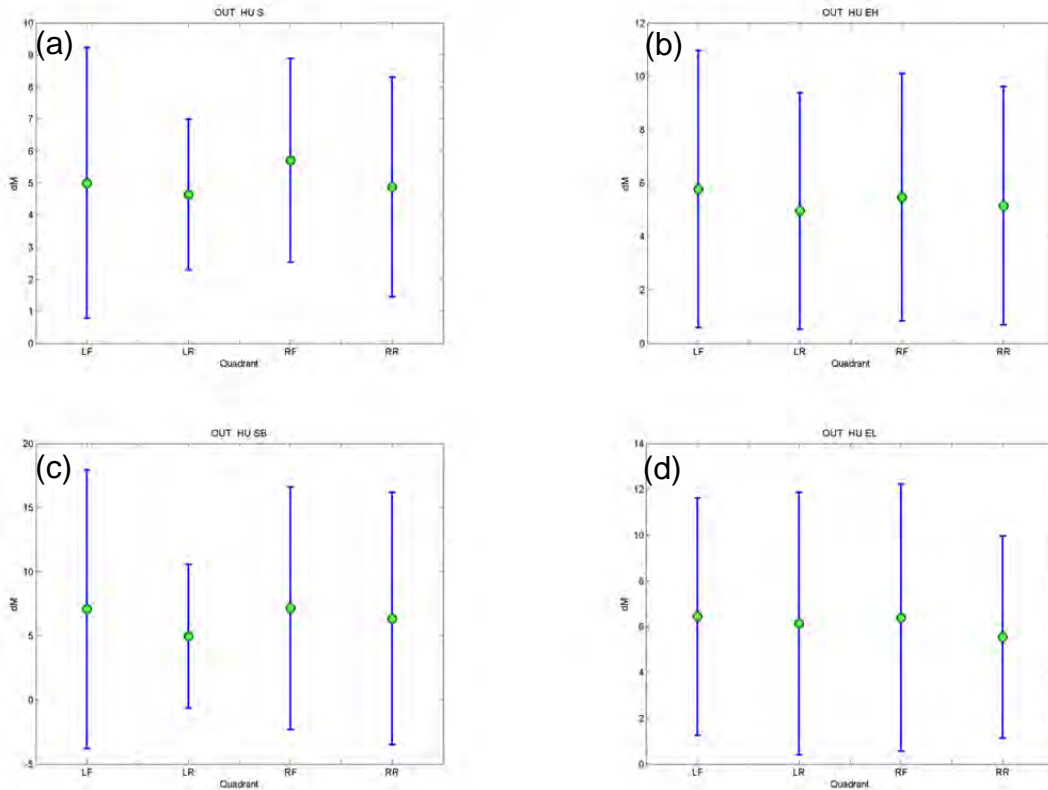 (a)
OUT HU S
10
9
8
7
6
5
4
3
2
1
0
dM
LF LR RF RR
Quadrant
(b)
OUT HU EH
12
10
8
6
4
2
0
dM
LF LR RF RR
Quadrant
(c)
OUT HU SB
20
15
10
5
0
-5
dM
LF LR RF RR
Quadrant
(d)
OUT HU EL
14
12
10
8
6
4
2
0
dM
LF LR RF RR
Quadrant